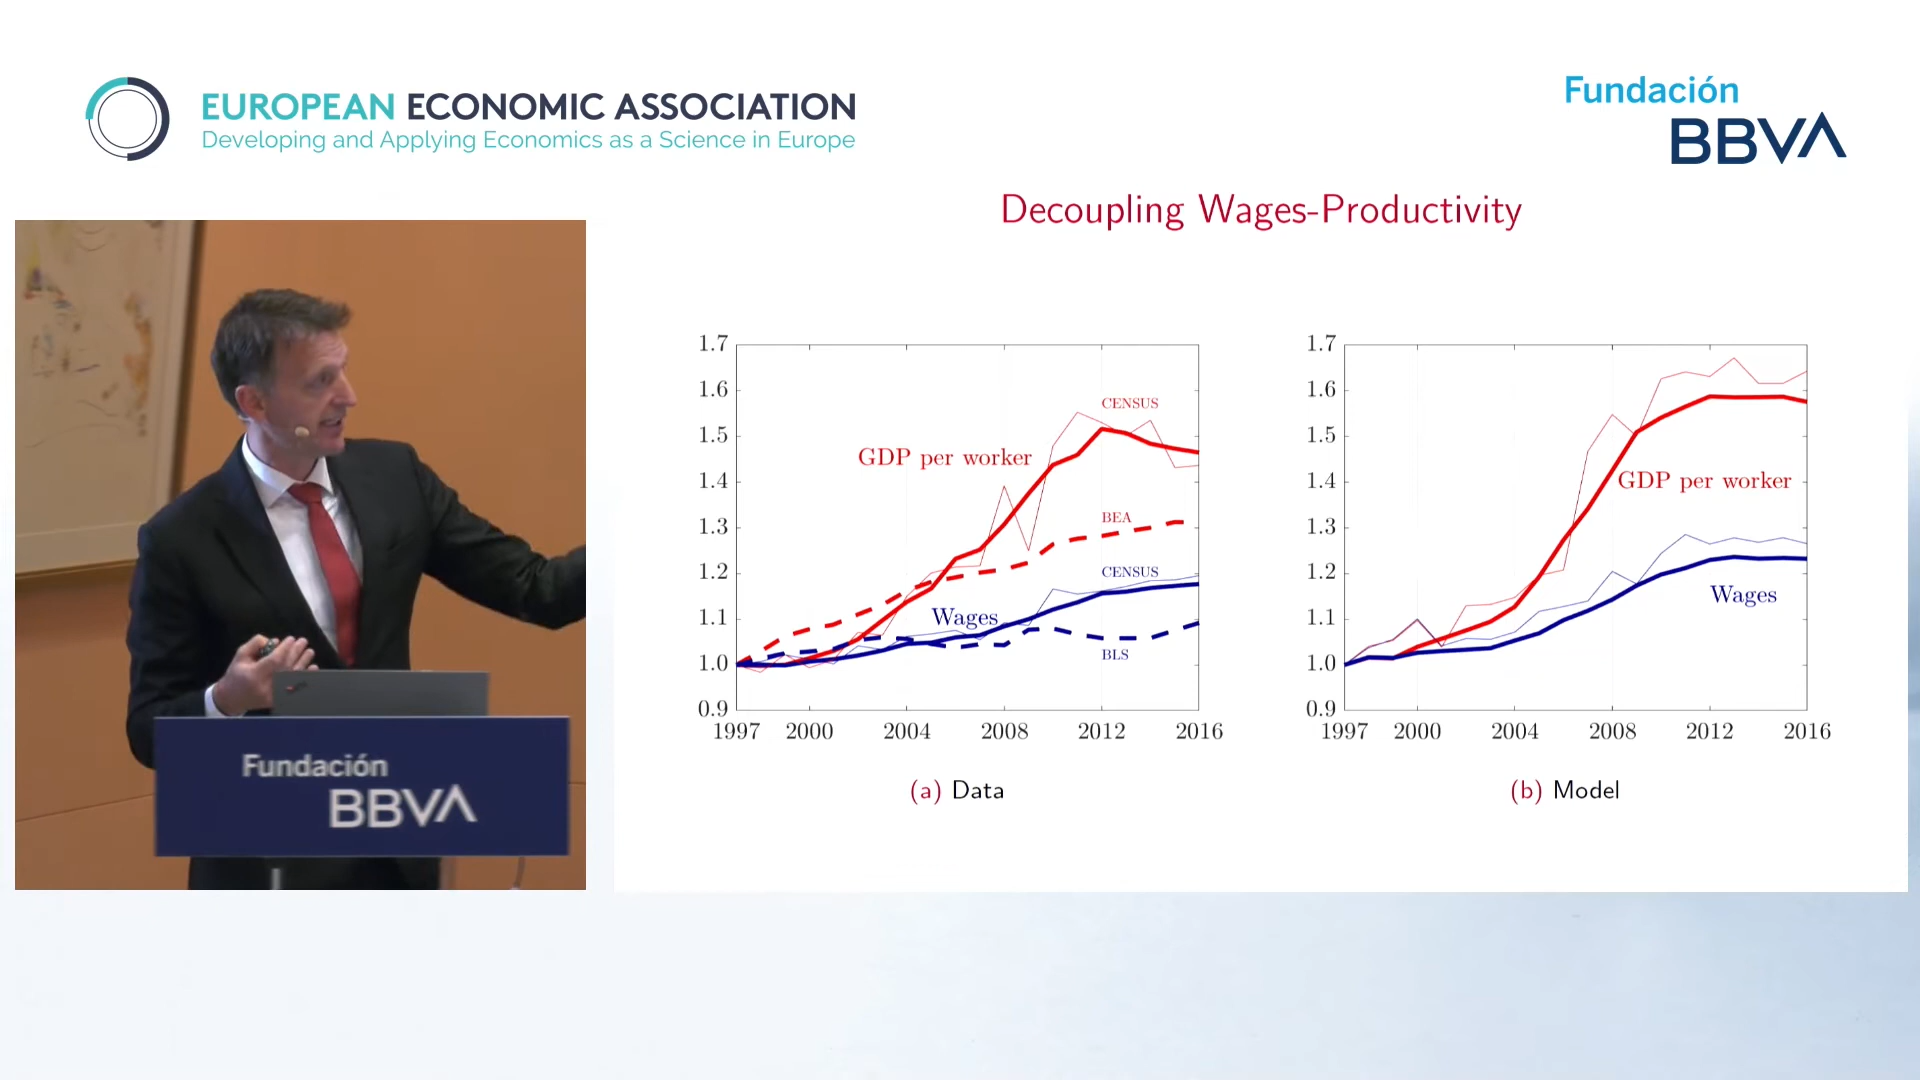 EUROPEAN ECONOMIC ASSOCIATION
Developing and Applying Economics as a Science in Europe
Fundación
BBVA
Decoupling Wages-Productivity
1.7
1.6
1.5
1.4
1.3
1.2
1.1
1.0
0.9
1997 2000 2004 2008 2012 2016
CENSUS
GDP per worker
BEA
CENSUS
Wages
BLS
(a) Data
1.7
1.6
1.5
1.4
1.3
1.2
1.1
1.0
0.9
1997 2000 2004 2008 2012 2016
GDP per worker
Wages
(b) Model
Fundación
BBVA